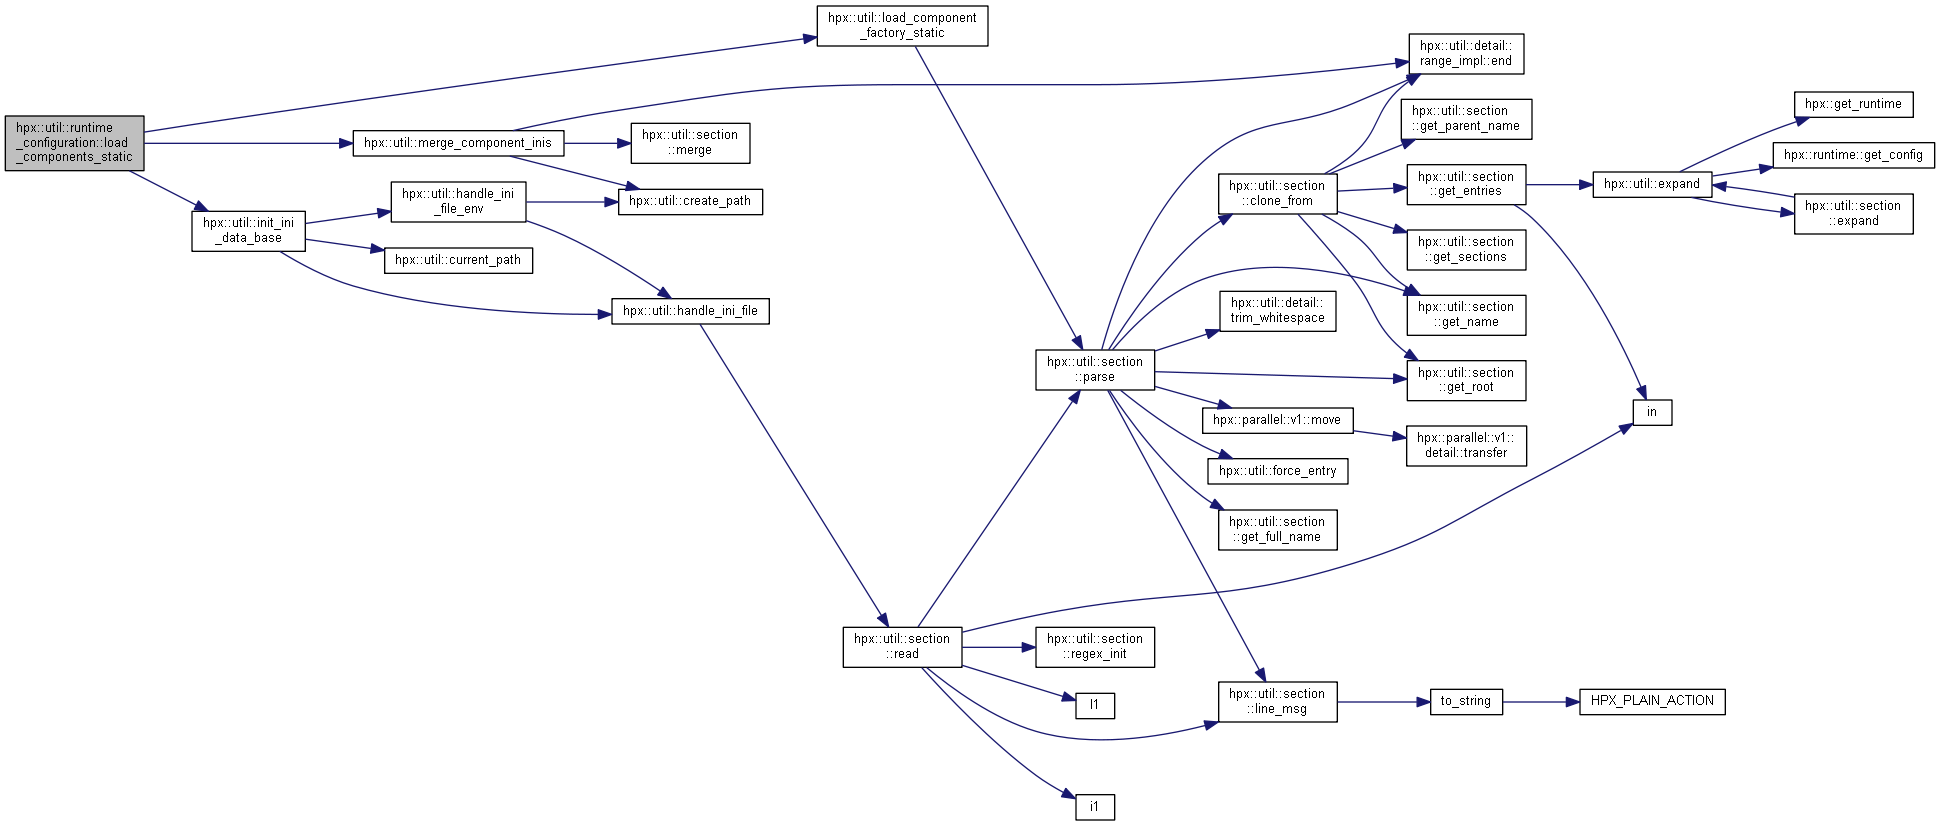 hpx::util::runtime
_configuration::load
_components_static
hpx::util::load_component
_factory_static
hpx::util::merge_component_inis
hpx::util::init_ini
_data_base
hpx::util::section
::merge
hpx::util::create_path
hpx::util::handle_ini
_file_env
hpx::util::current_path
hpx::util::handle_ini_file
hpx::util::section
::read
hpx::util::section
::parse
hpx::util::section
::regex_init
l1
i1
hpx::util::section
::clone_from
hpx::util::detail::
trim_whitespace
hpx::parallel::v1::move
hpx::util::force_entry
hpx::util::section
::get_full_name
hpx::util::section
::line_msg
hpx::util::detail::
range_impl::end
hpx::util::section
::get_parent_name
hpx::util::section
::get_entries
hpx::util::section
::get_sections
hpx::util::section
::get_name
hpx::util::section
::get_root
hpx::parallel::v1::
detail::transfer
to_string
HPX_PLAIN_ACTION
hpx::util::expand
in
hpx::get_runtime
hpx::runtime::get_config
hpx::util::section
::expand